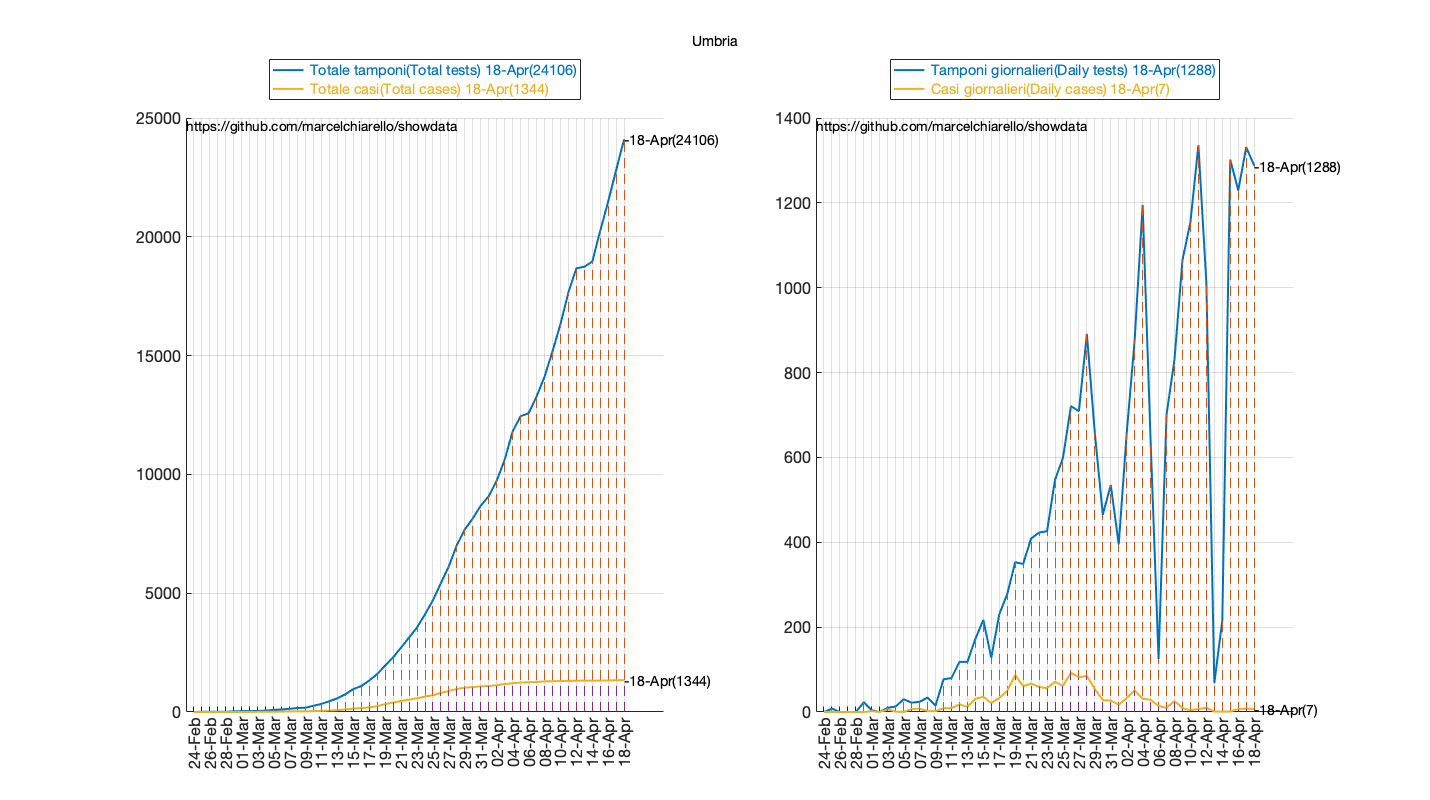 Umbria
Totale tamponi(Total tests) 18-Apr(24106)
Totale casi(Total cases) 18-Apr(1344)
25000
https://github.com/marcelchiarello/showdata
18-Apr(24106)
20000
15000
10000
5000
18-Apr(1344)
0
24-Feb
26-Feb
28-Feb
01-Mar
03-Mar
05-Mar
07-Mar
09-Mar
11-Mar
13-Mar
15-Mar
17-Mar
19-Mar
21-Mar
23-Mar
25-Mar
27-Mar
29-Mar
31-Mar
02-Apr
04-Apr
06-Apr
08-Apr
10-Apr
12-Apr
14-Apr
16-Apr
18-Apr
Tamponi giornalieri(Daily tests) 18-Apr(1288)
Casi giornalieri(Daily cases) 18-Apr(7)
1400
https://github.com/marcelchiarello/showdata
18-Apr(1288)
1200
1000
800
600
400
200
18-Apr(7)
0
24-Feb
26-Feb
28-Feb
01-Mar
03-Mar
05-Mar
07-Mar
09-Mar
11-Mar
13-Mar
15-Mar
17-Mar
19-Mar
21-Mar
23-Mar
25-Mar
27-Mar
29-Mar
31-Mar
02-Apr
04-Apr
06-Apr
08-Apr
10-Apr
12-Apr
14-Apr
16-Apr
18-Apr